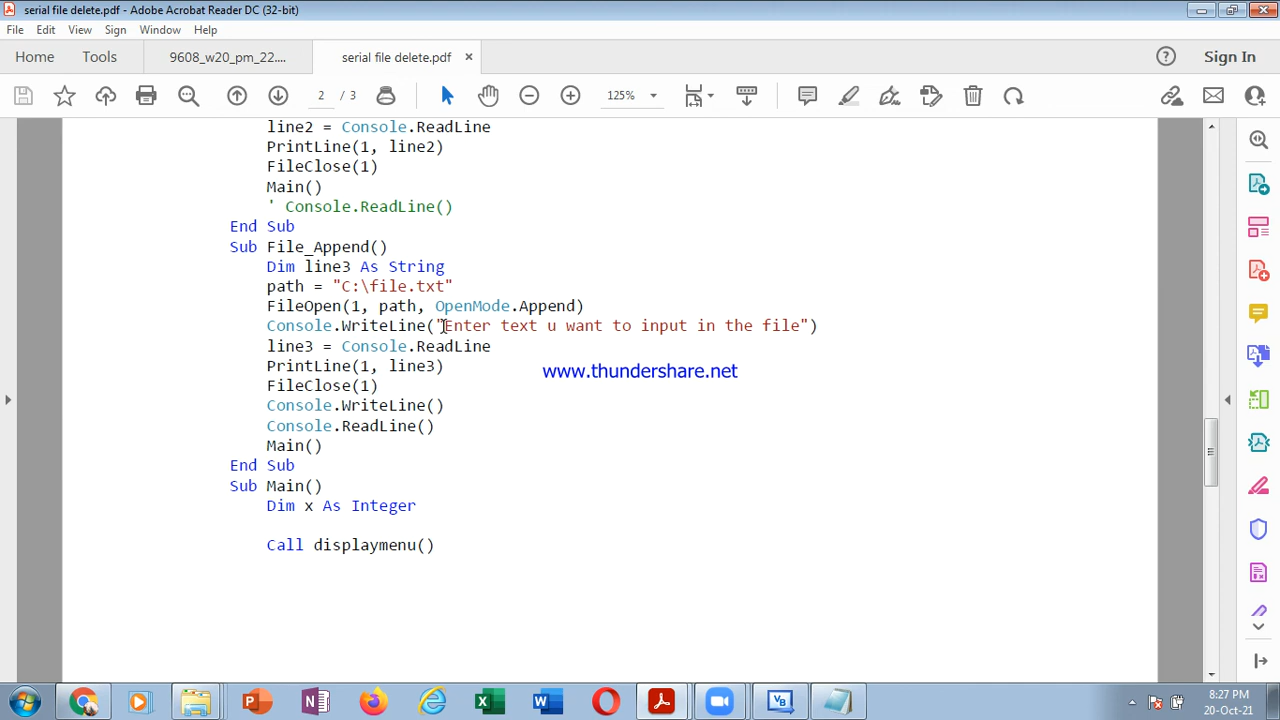 serial file delete.pdf - Adobe Acrobat Reader DC (32-bit)
File Edit View Sign Window Help
Home Tools 9608_w20_pm_22.... serial file delete.pdf × Sign In
2 / 3 125%
line2 = Console.ReadLine
PrintLine(1, line2)
FileClose(1)
Main()
' Console.ReadLine()
End Sub
Sub File_Append()
Dim line3 As String
path = "C:\file.txt"
FileOpen(1, path, OpenMode.Append)
Console.WriteLine("Enter text u want to input in the file")
line3 = Console.ReadLine
PrintLine(1, line3)
www.thundershare.net
FileClose(1)
Console.WriteLine()
Console.ReadLine()
Main()
End Sub
Sub Main()
Dim x As Integer
Call displaymenu()
8:27 PM
20-Oct-21